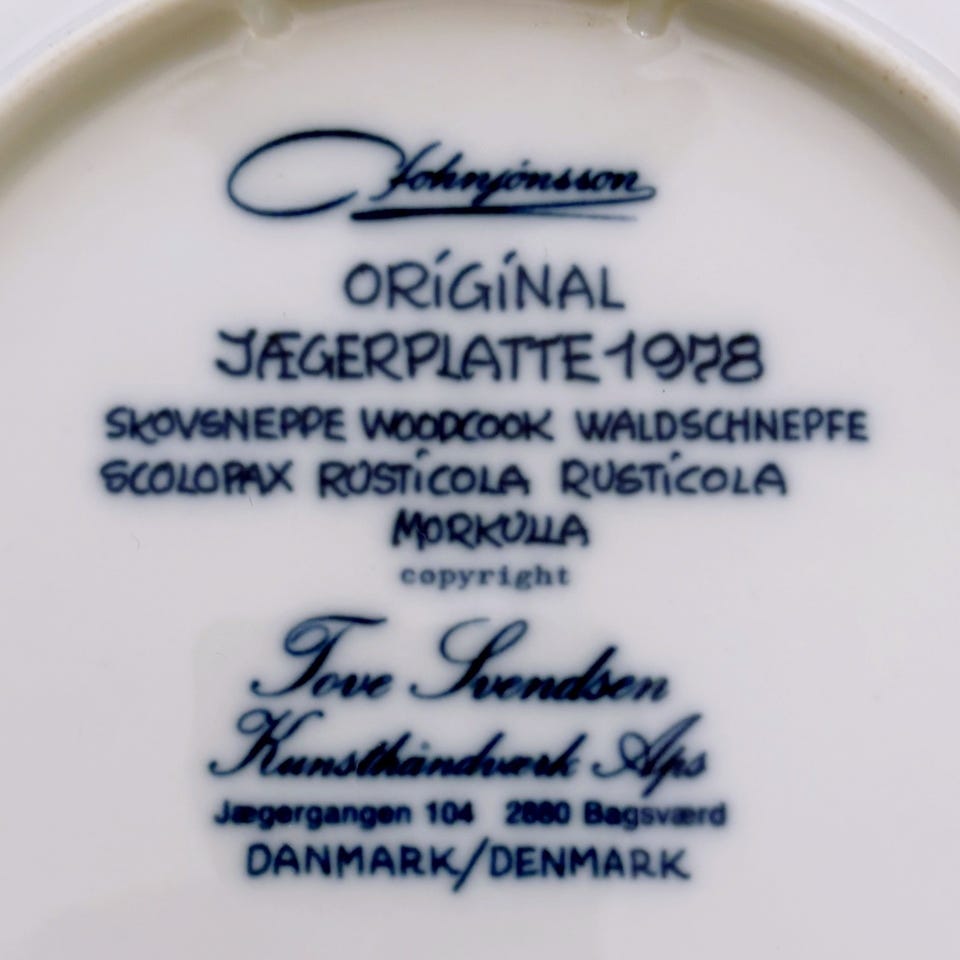 Johnjónsson
ORIGINAL
JÆGERPLATTE 1978
SKOVSNEPPE WOODCOOK WALDSCHNEPFE
SCOLOPAX RUSTICOLA RUSTICOLA
MORKULLA
copyright
Tove Svendsen
Kunsthåndværk Aps
Jægergangen 104 2880 Bagsværd
DANMARK/DENMARK